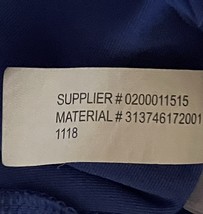 SUPPLIER # 0200011515
MATERIAL # 313746172001
1118